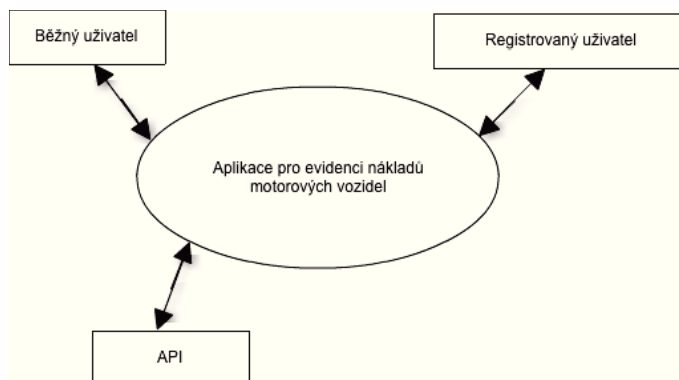 Běžný uživatel
Registrovaný uživatel
Aplikace pro evidenci nákladů
motorových vozidel
API